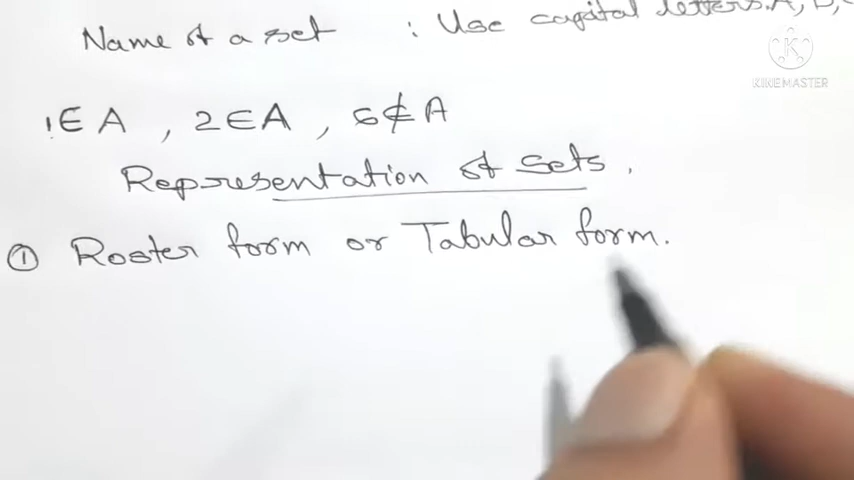 Name of a set : Use capital letters. A, B,
K
KINEMASTER
1∈A , 2∈A , 6∉A
Representation of sets.
① Roster form or Tabular form.